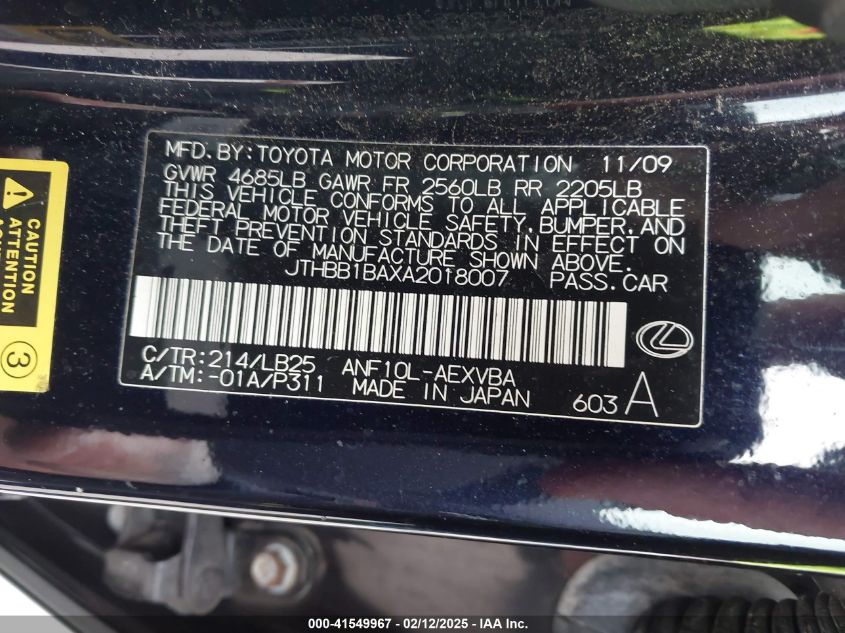 MFD.BY:TOYOTA MOTOR CORPORATION 11/09
GVWR 4685LB GAWR FR 2560LB RR 2205LB
THIS VEHICLE CONFORMS TO ALL APPLICABLE
FEDERAL MOTOR VEHICLE SAFETY,BUMPER,AND
THEFT PREVENTION STANDARDS IN EFFECT ON
THE DATE OF MANUFACTURE SHOWN ABOVE.
JTHBB1BAXA2018007 PASS.CAR
C/TR:214/LB25 ANF10L-AEXVBA
A/TM:-01A/P311 MADE IN JAPAN
603A
CAUTION
ATTENTION
3
000-41549967 - 02/12/2025 - © Image, Inc.